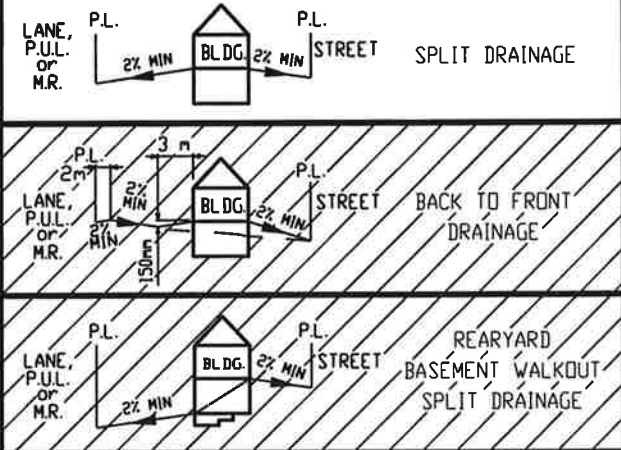 P.L.
P.L.
LANE,
P.U.L.
or
M.R.
2% MIN
BLDG.
2% MIN
STREET
SPLIT DRAINAGE
P.L.
2m
3 m
P.L.
LANE,
P.U.L.
or
M.R.
2%
MIN
2%
MIN
150mm
BLDG.
2% MIN
STREET
BACK TO FRONT
DRAINAGE
P.L.
P.L.
LANE,
P.U.L.
or
M.R.
2% MIN
BLDG.
2% MIN
STREET
REARYARD
BASEMENT WALKOUT
SPLIT DRAINAGE